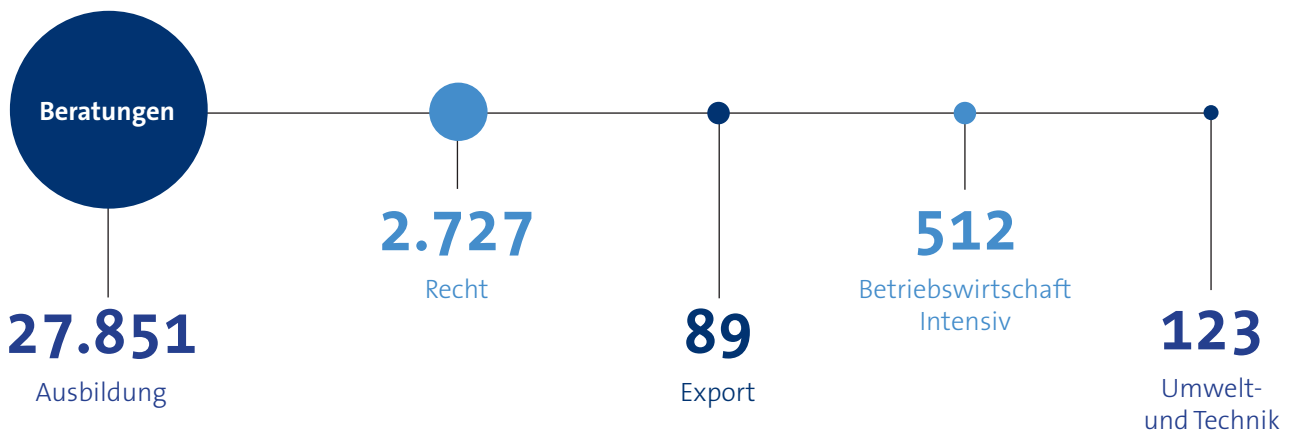 Beratungen
27.851
Ausbildung
2.727
Recht
89
Export
512
Betriebswirtschaft
Intensiv
123
Umwelt-
und Technik